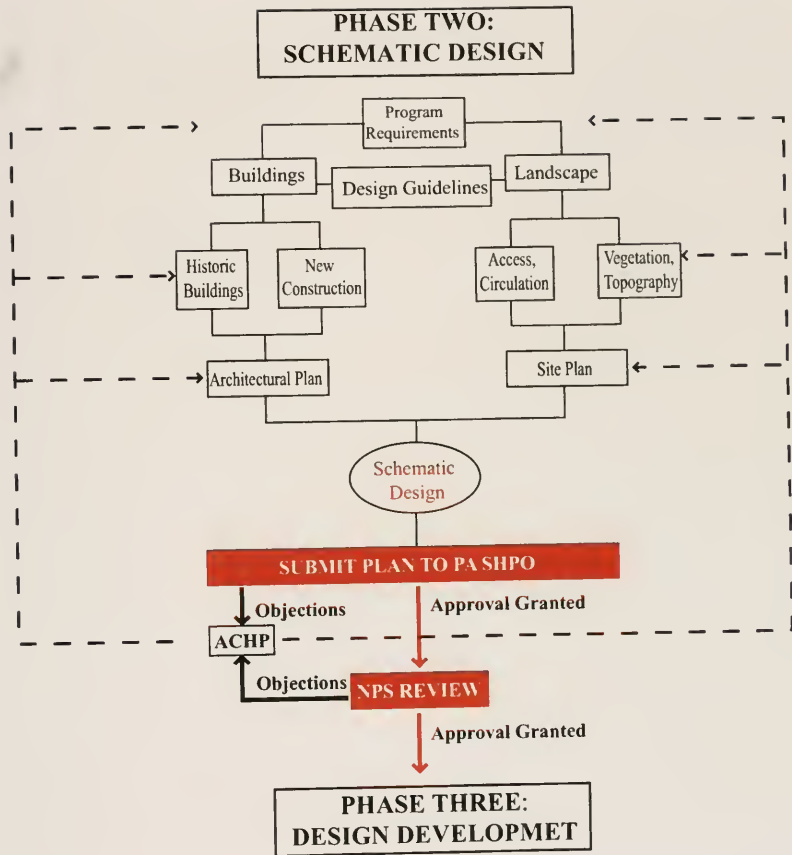 PHASE TWO:
SCHEMATIC DESIGN
Program
Requirements
Buildings
Design Guidelines
Landscape
Historic
Buildings
New
Construction
Access,
Circulation
Vegetation,
Topography
Architectural Plan
Site Plan
Schematic
Design
SUBMIT PLAN TO PA SHPO
Objections
Approval Granted
ACHP
Objections
NPS REVIEW
Approval Granted
PHASE THREE:
DESIGN DEVELOPMET